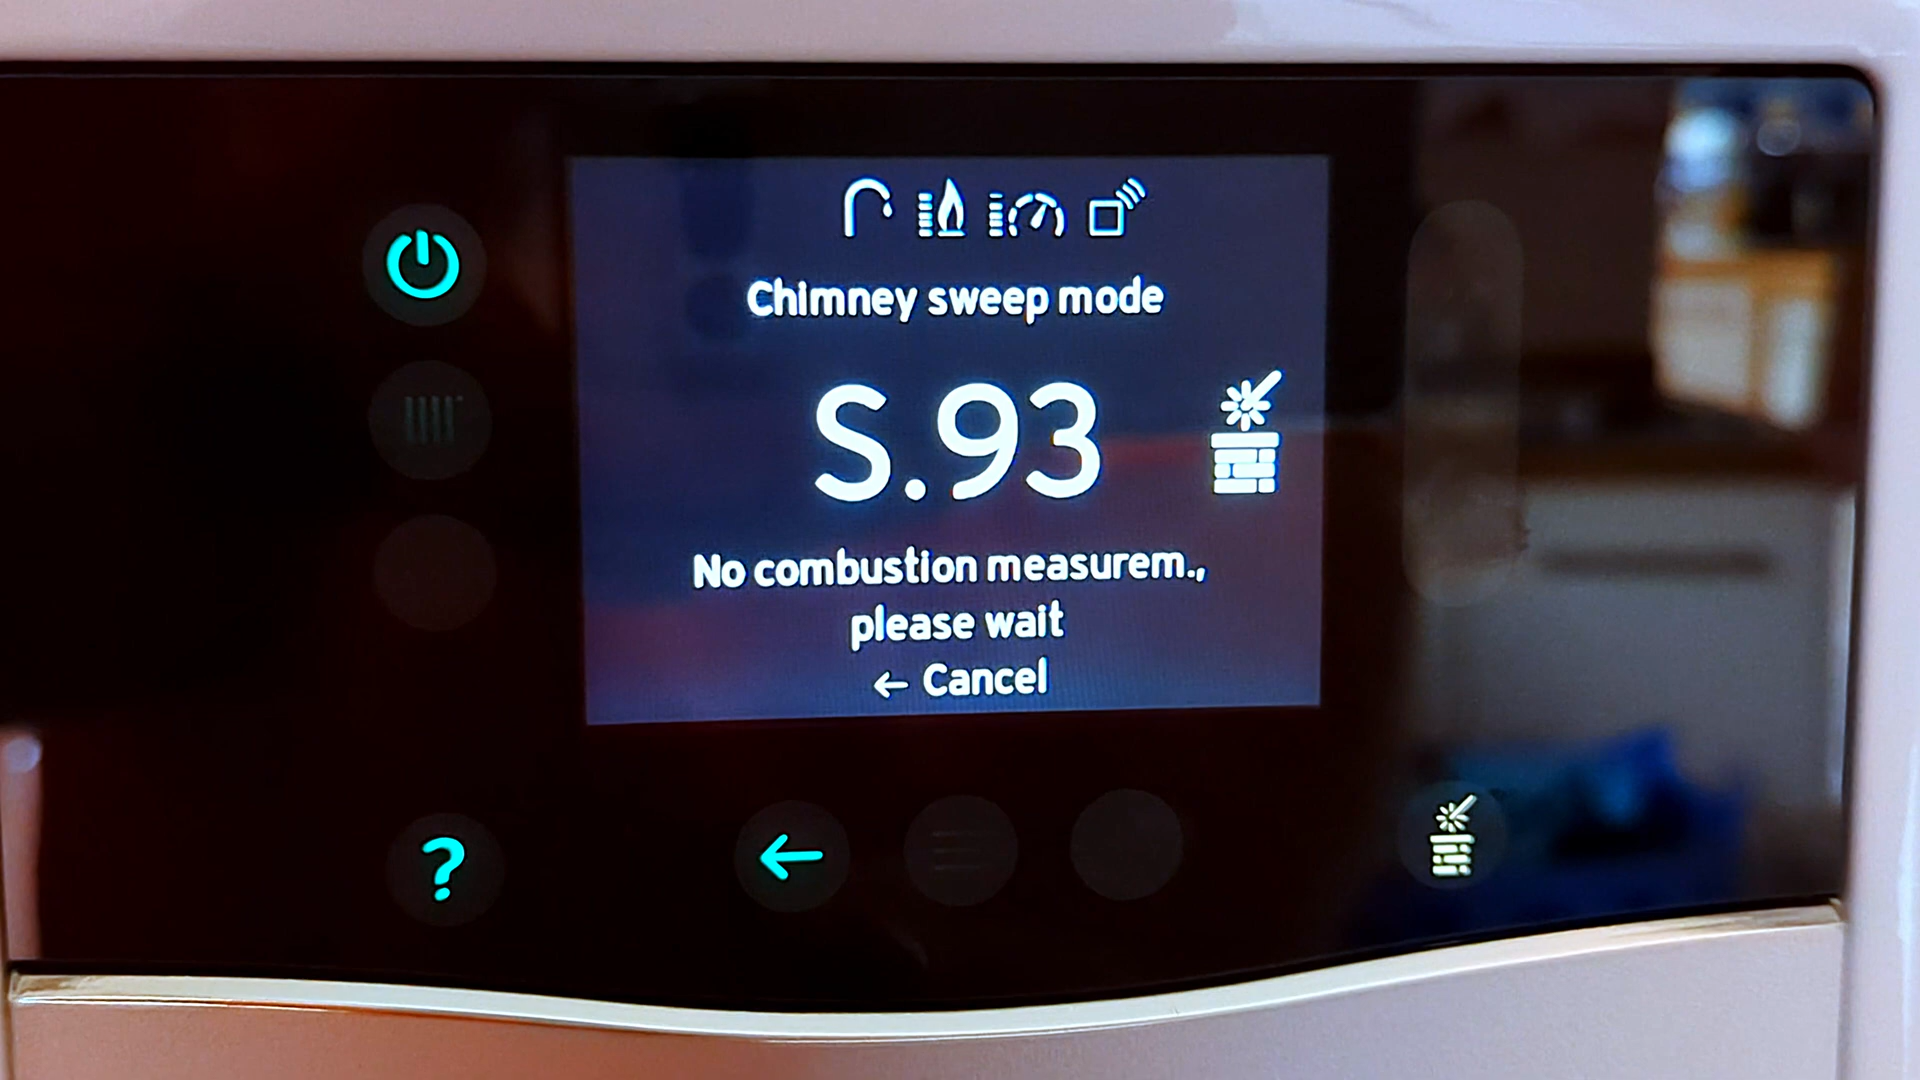 Chimney sweep mode
S.93
No combustion measurem.,
please wait
← Cancel
?